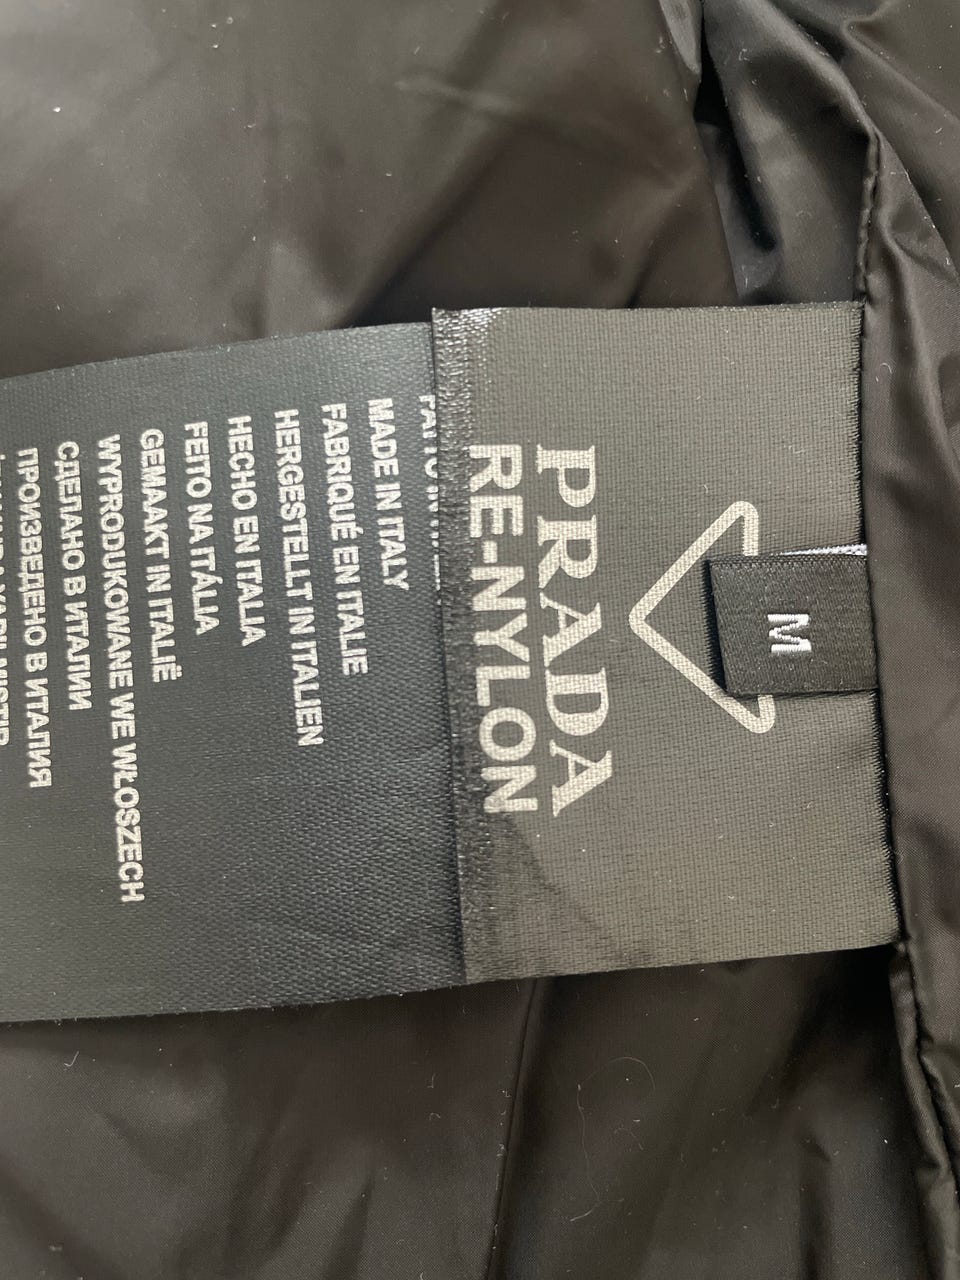 M
PRADA
RE-NYLON
MADE IN ITALY
FABRIQUÉ EN ITALIE
HERGESTELLT IN ITALIEN
HECHO EN ITALIA
FEITO NA ITÁLIA
GEMAAKT IN ITALIË
WYPRODUKOWANE WE WŁOSZECH
СДЕЛАНО В ИТАЛИИ
ПРОИЗВЕДЕНО В ИТАЛИЯ